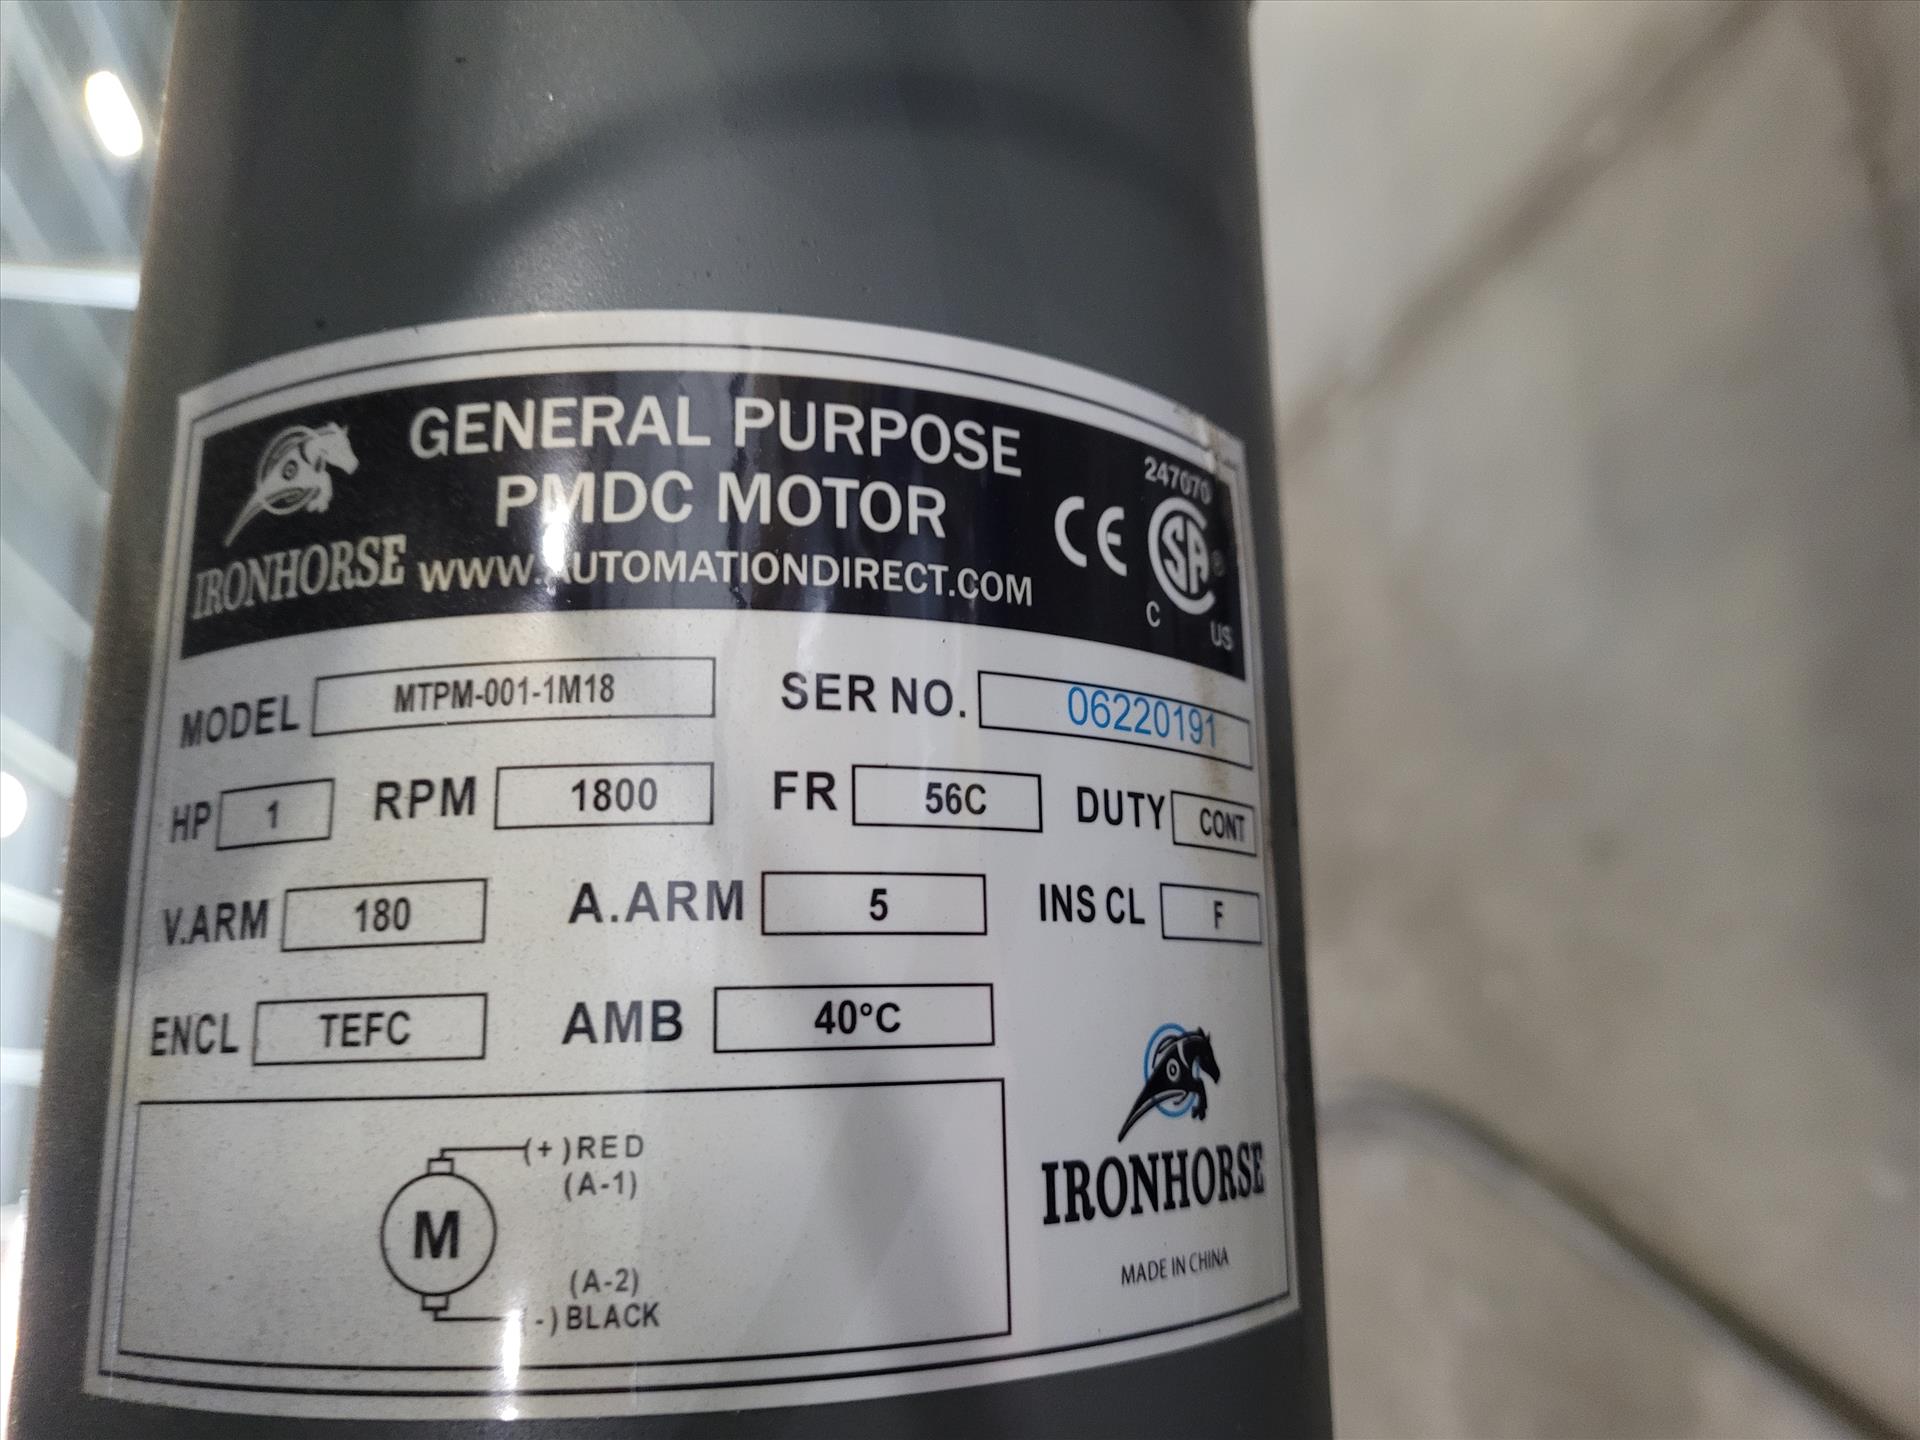 GENERAL PURPOSE
PMDC MOTOR
IRONHORSE WWW.AUTOMATIONDIRECT.COM
CE
247070
SA
®
C US
MODEL MTPM-001-1M18 SER NO. 06220191
HP 1 RPM 1800 FR 56C DUTY CONT
V.ARM 180 A.ARM 5 INS CL F
ENCL TEFC AMB 40°C
(+)RED
(A-1)
M
(A-2)
(-)BLACK
IRONHORSE
MADE IN CHINA